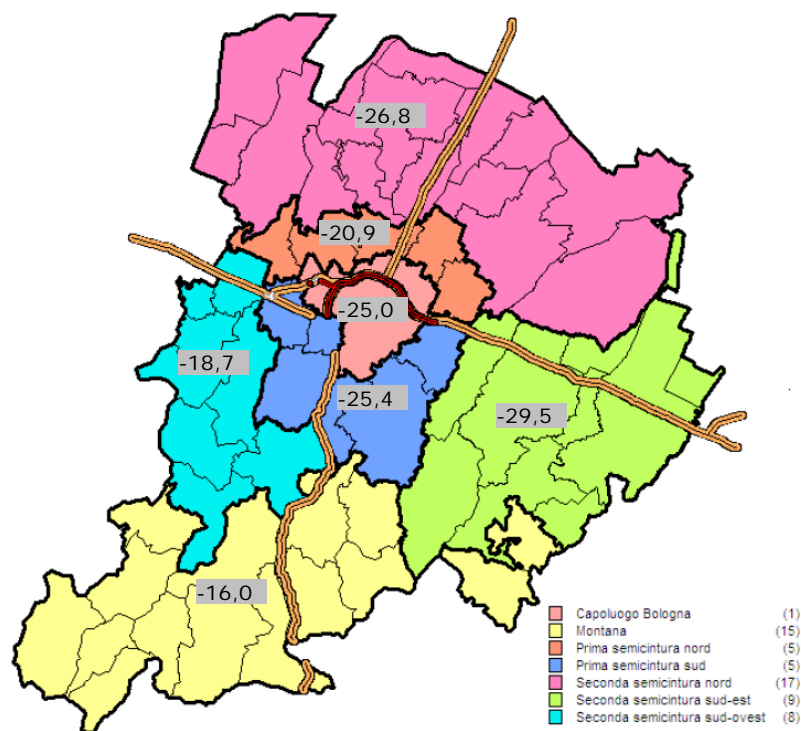 -26,8
-20,9
-25,0
-18,7
-25,4
-29,5
-16,0
Capoluogo Bologna (1)
Montana (15)
Prima semicintura nord (5)
Prima semicintura sud (5)
Seconda semicintura nord (17)
Seconda semicintura sud-est (9)
Seconda semicintura sud-ovest (8)